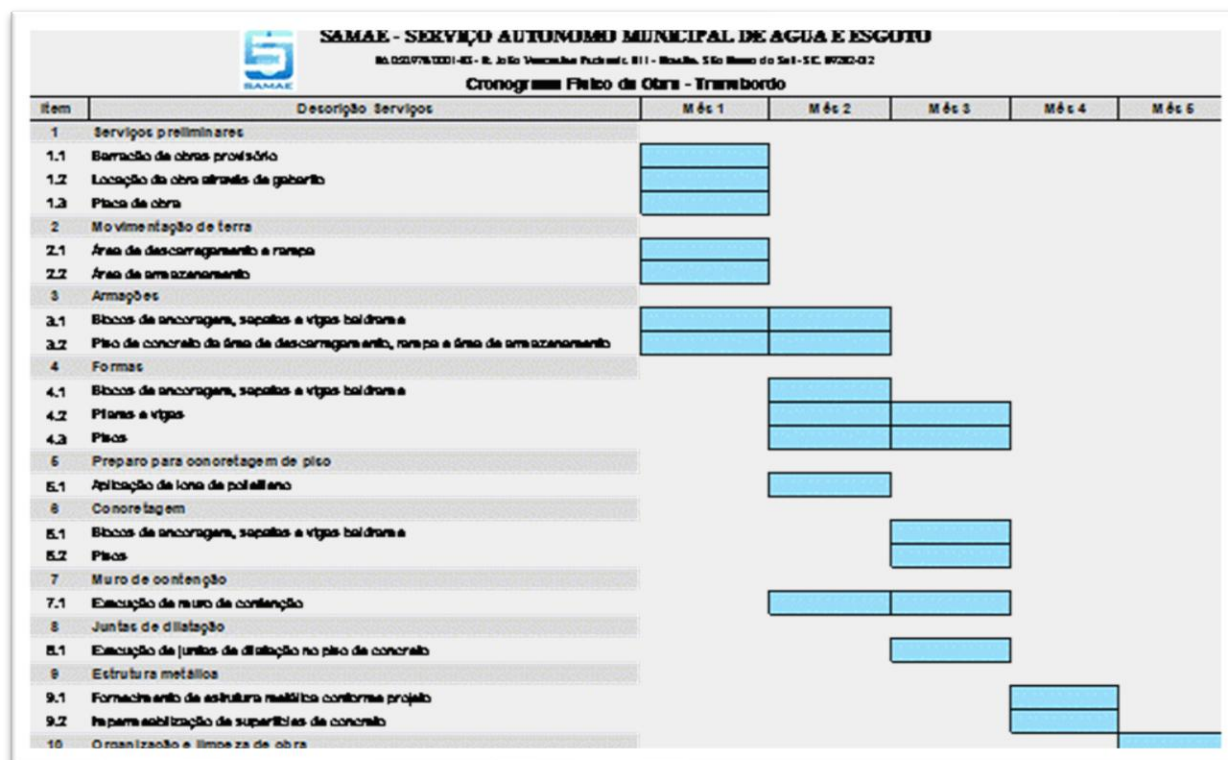 SAMAE - SERVIÇO AUTONOMO MUNICIPAL DE AGUA E ESGOTO
SAMAE
Cronograma Físico da Obra - Transbordo
Item Descrição Serviços Mês 1 Mês 2 Mês 3 Mês 4 Mês 5
1 Serviços preliminares
1.1 Barracão de obras provisório
1.2 Locação da obra através de gabarito
1.3 Placa de obra
2 Movimentação de terra
2.1 Área de descarregamento e rampa
2.2 Área de armazenamento
3 Armações
3.1 Blocos de ancoragem, sapatas e vigas baldrame
3.2 Piso de concreto da área de descarregamento, rampa e área de armazenamento
4 Formas
4.1 Blocos de ancoragem, sapatas e vigas baldrame
4.2 Pilares e vigas
4.3 Pisos
5 Preparo para concretagem de piso
5.1 Aplicação de lona de polietileno
6 Concretagem
6.1 Blocos de ancoragem, sapatas e vigas baldrame
6.2 Pisos
7 Muro de contenção
7.1 Execução de muro de contenção
8 Juntas de dilatação
8.1 Execução de juntas de dilatação no piso de concreto
9 Estrutura metálica
9.1 Fornecimento de estrutura metálica conforme projeto
9.2 Impermeabilização de superfícies de concreto
10 Organização e limpeza de obra